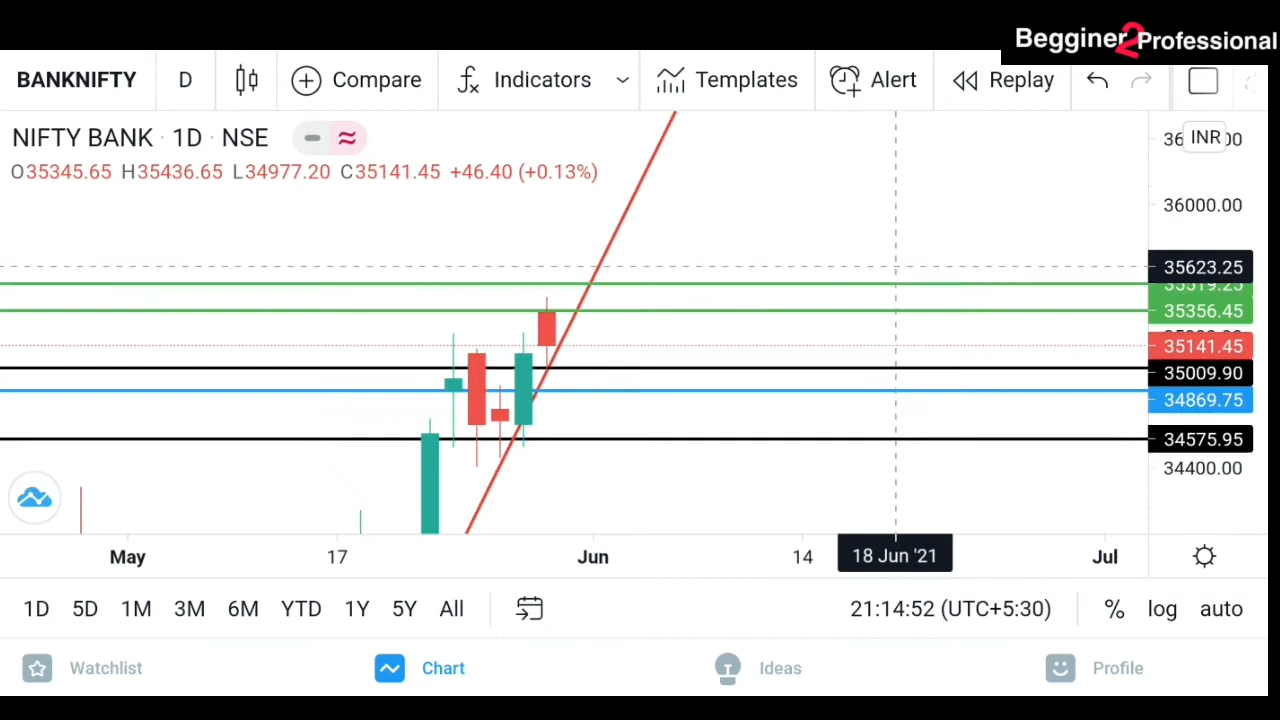 Begginer2Professional
BANKNIFTY D Compare Indicators Templates Alert Replay
NIFTY BANK · 1D · NSE
O35345.65 H35436.65 L34977.20 C35141.45 +46.40 (+0.13%)
INR
36000.00
35623.25
35519.25
35356.45
35141.45
35009.90
34869.75
34575.95
34400.00
May 17 Jun 14 18 Jun '21 Jul
1D 5D 1M 3M 6M YTD 1Y 5Y All 21:14:52 (UTC+5:30) % log auto
Watchlist Chart Ideas Profile